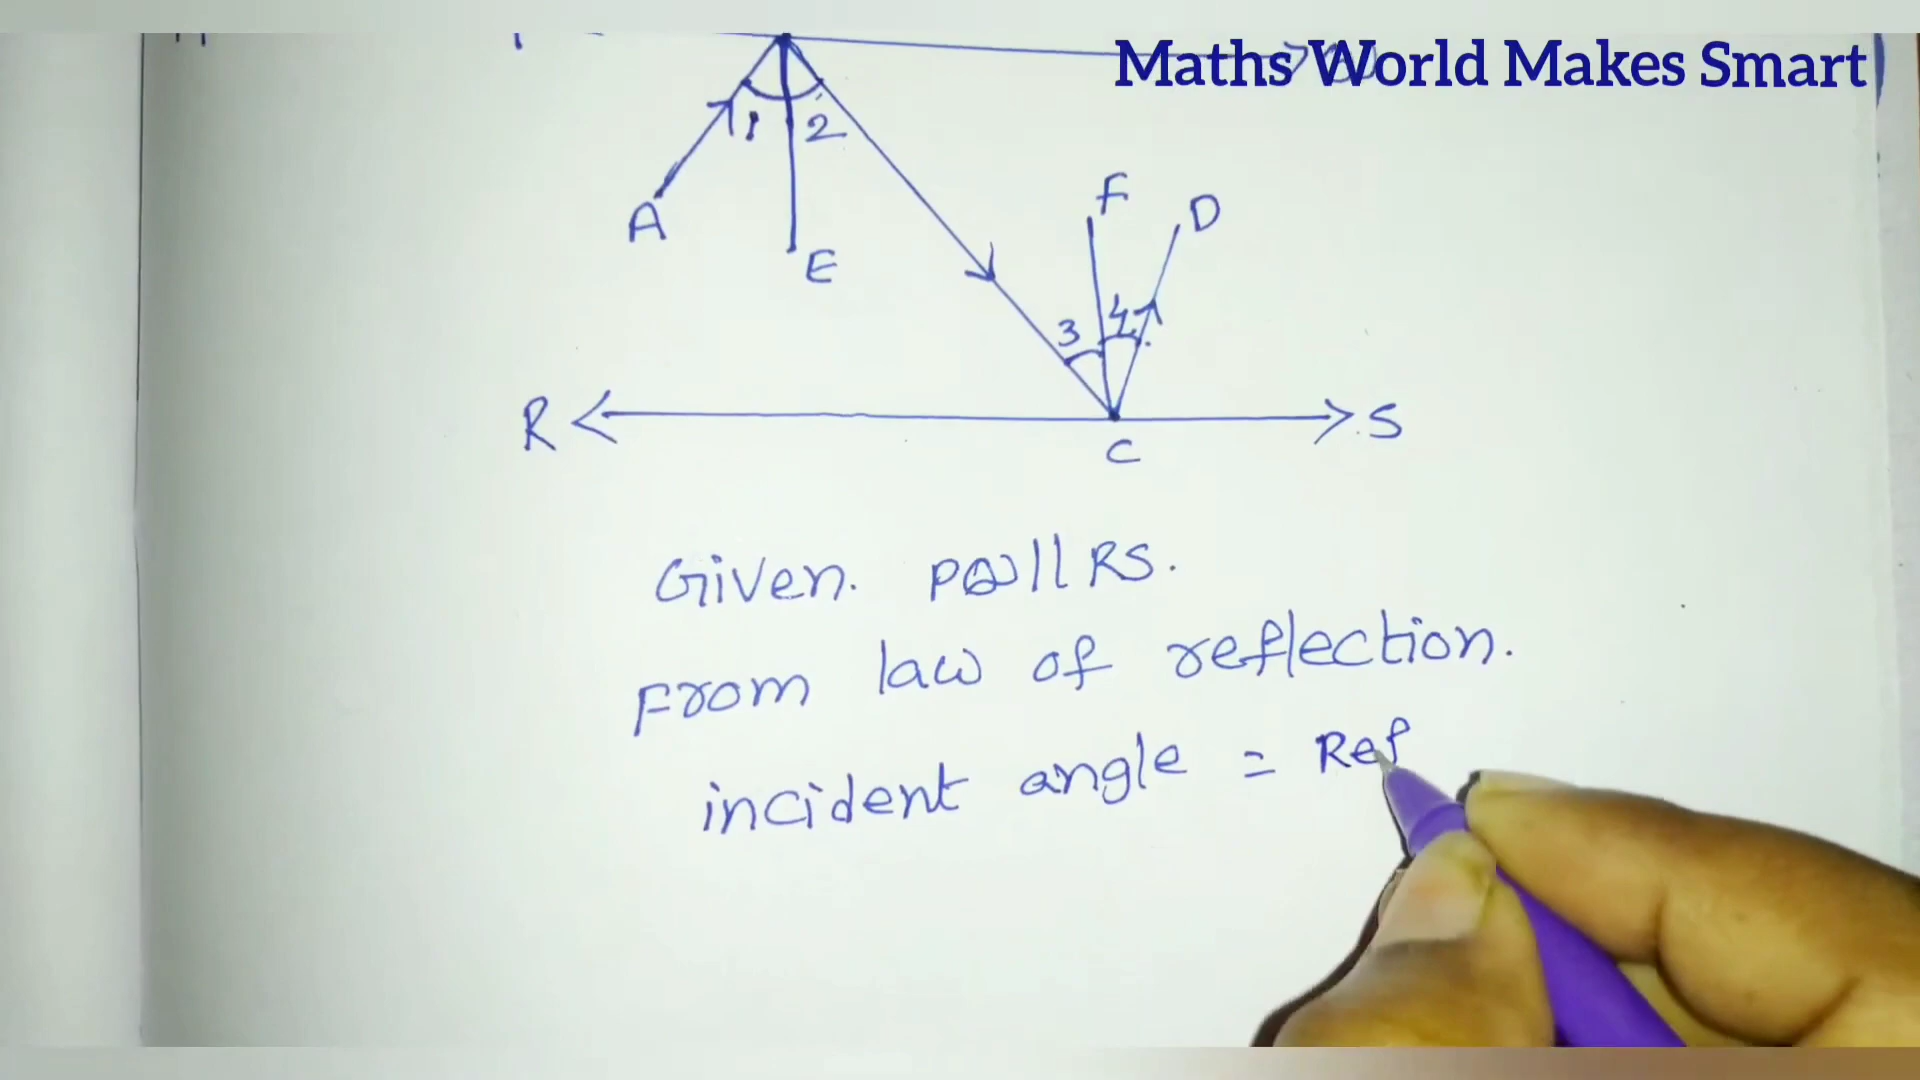 Maths World Makes Smart
1 2
A
E
F D
3 4
R S
C
Given. PQ || RS.
From law of reflection.
incident angle = Ref